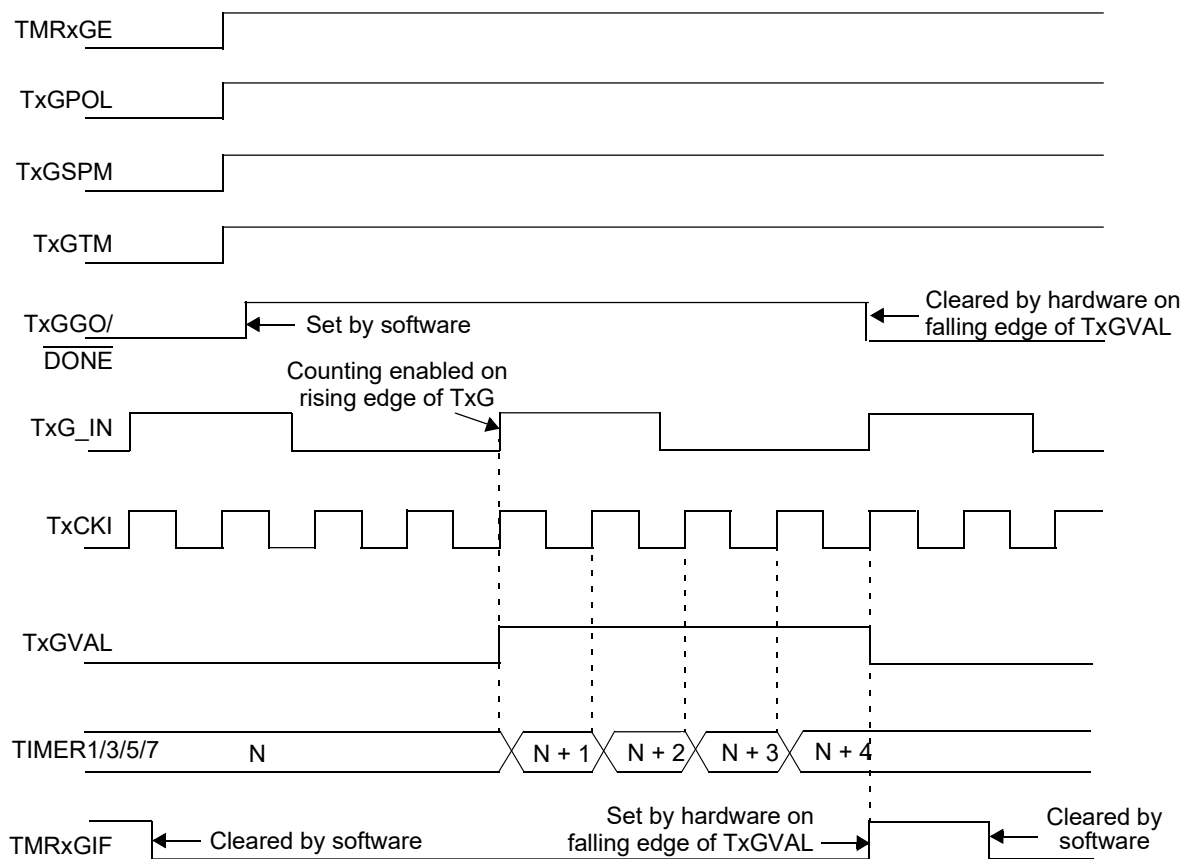 TMRxGE
TxGPOL
TxGSPM
TxGTM
TxGGO/
DONE
Set by software
Cleared by hardware on
falling edge of TxGVAL
Counting enabled on
rising edge of TxG
TxG_IN
TxCKI
TxGVAL
TIMER1/3/5/7
N
N + 1
N + 2
N + 3
N + 4
TMRxGIF
Cleared by software
Set by hardware on
falling edge of TxGVAL
Cleared by
software